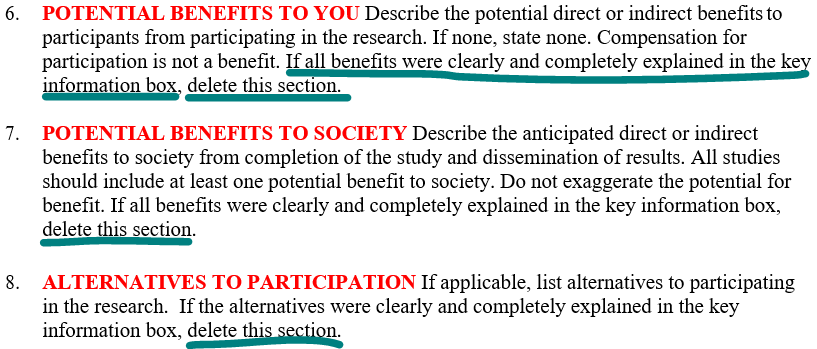 6. POTENTIAL BENEFITS TO YOU Describe the potential direct or indirect benefits to
participants from participating in the research. If none, state none. Compensation for
participation is not a benefit. If all benefits were clearly and completely explained in the key
information box, delete this section.
7. POTENTIAL BENEFITS TO SOCIETY Describe the anticipated direct or indirect
benefits to society from completion of the study and dissemination of results. All studies
should include at least one potential benefit to society. Do not exaggerate the potential for
benefit. If all benefits were clearly and completely explained in the key information box,
delete this section.
8. ALTERNATIVES TO PARTICIPATION If applicable, list alternatives to participating
in the research. If the alternatives were clearly and completely explained in the key
information box, delete this section.